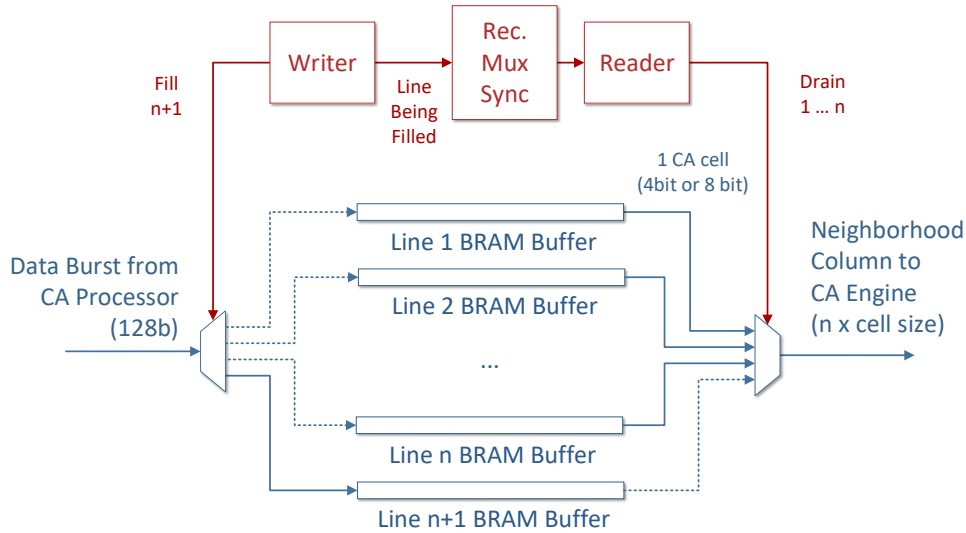 Writer
Rec.
Mux
Sync
Reader
Fill
n+1
Line
Being
Filled
Drain
1 ... n
1 CA cell
(4bit or 8 bit)
Line 1 BRAM Buffer
Data Burst from
CA Processor
(128b)
Line 2 BRAM Buffer
Neighborhood
Column to
CA Engine
(n x cell size)
...
Line n BRAM Buffer
Line n+1 BRAM Buffer